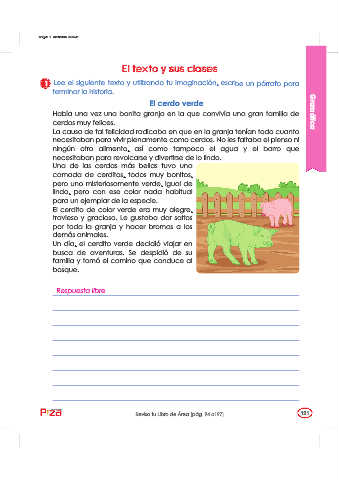 El texto y sus clases
1 Lee el siguiente texto y utilizando tu imaginación, escribe un párrafo para
terminar la historia.
El cerdo verde
Había una vez una bonita granja en la que convivía una gran familia de
cerdos muy felices.
La causa de tal felicidad radicaba en que en la granja tenían todo cuanto
necesitaban para vivir plenamente como cerdos. No les faltaba el pienso ni
ningún otro alimento, así como tampoco el agua y el barro que
necesitaban para revolcarse y divertirse de lo lindo.
Una de las cerdas más bellas tuvo una
camada de cerditos, todos muy bonitos,
pero uno misteriosamente verde, igual de
lindo, pero con ese color nada habitual
para un ejemplar de la especie.
El cerdito de color verde era muy alegre,
travieso y gracioso. Le gustaba dar saltos
por toda la granja y hacer bromas a los
demás animales.
Un día, el cerdito verde decidió viajar en
busca de aventuras. Se despidió de su
familia y tomó el camino que conduce al
bosque.
Gramática
Respuesta libre
Revisa tu Libro de Área (pág. 94 al 97)
101